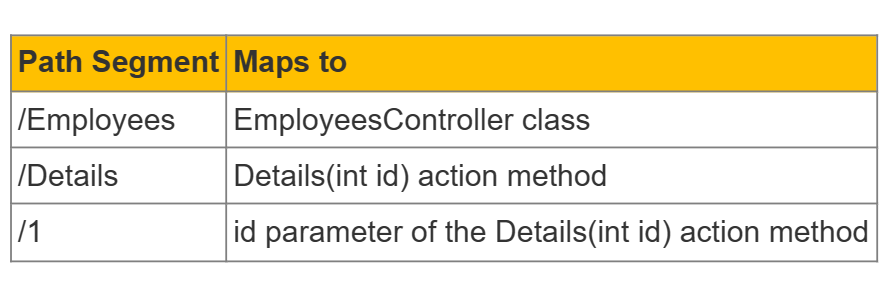 Path Segment Maps to
/Employees EmployeesController class
/Details Details(int id) action method
/1 id parameter of the Details(int id) action method